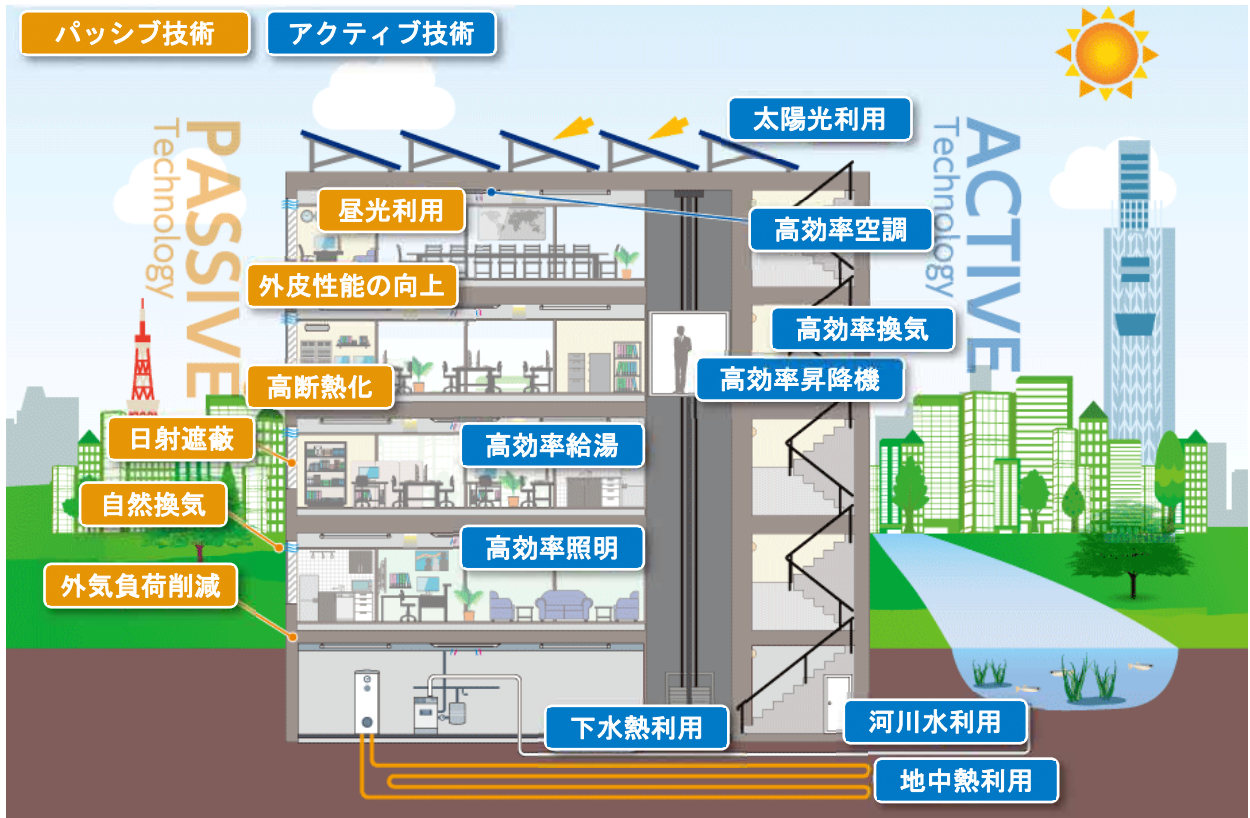 パッシブ技術
アクティブ技術
太陽光利用
PASSIVE
Technology
ACTIVE
Technology
昼光利用
高効率空調
外皮性能の向上
高効率換気
高断熱化
高効率昇降機
日射遮蔽
高効率給湯
自然換気
高効率照明
外気負荷削減
下水熱利用
河川水利用
地中熱利用